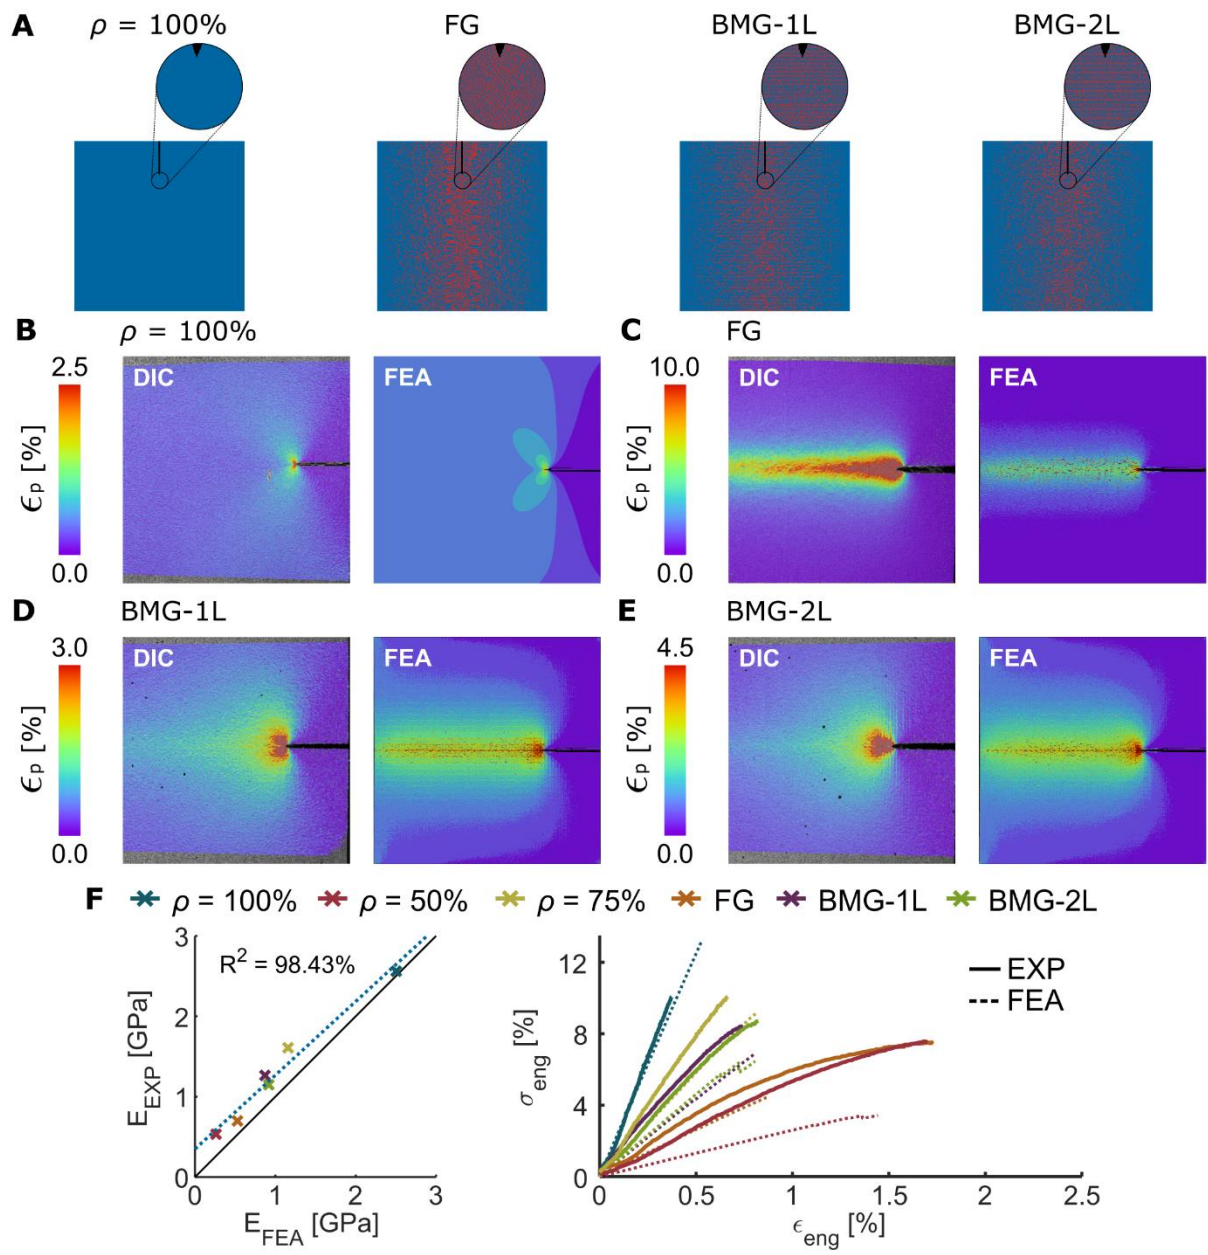 A ρ = 100% FG BMG-1L BMG-2L
B ρ = 100% C FG
2.5 DIC FEA 10.0 DIC FEA
ϵp [%] ϵp [%]
0.0 0.0
D BMG-1L E BMG-2L
3.0 DIC FEA 4.5 DIC FEA
ϵp [%] ϵp [%]
0.0 0.0
F ρ = 100% ρ = 50% ρ = 75% FG BMG-1L BMG-2L
R² = 98.43%
E_EXP [GPa]
3
2
1
0
0 1 2 3
E_FEA [GPa]
EXP
FEA
σ_eng [%]
12
8
4
0
0 0.5 1 1.5 2 2.5
ϵ_eng [%]